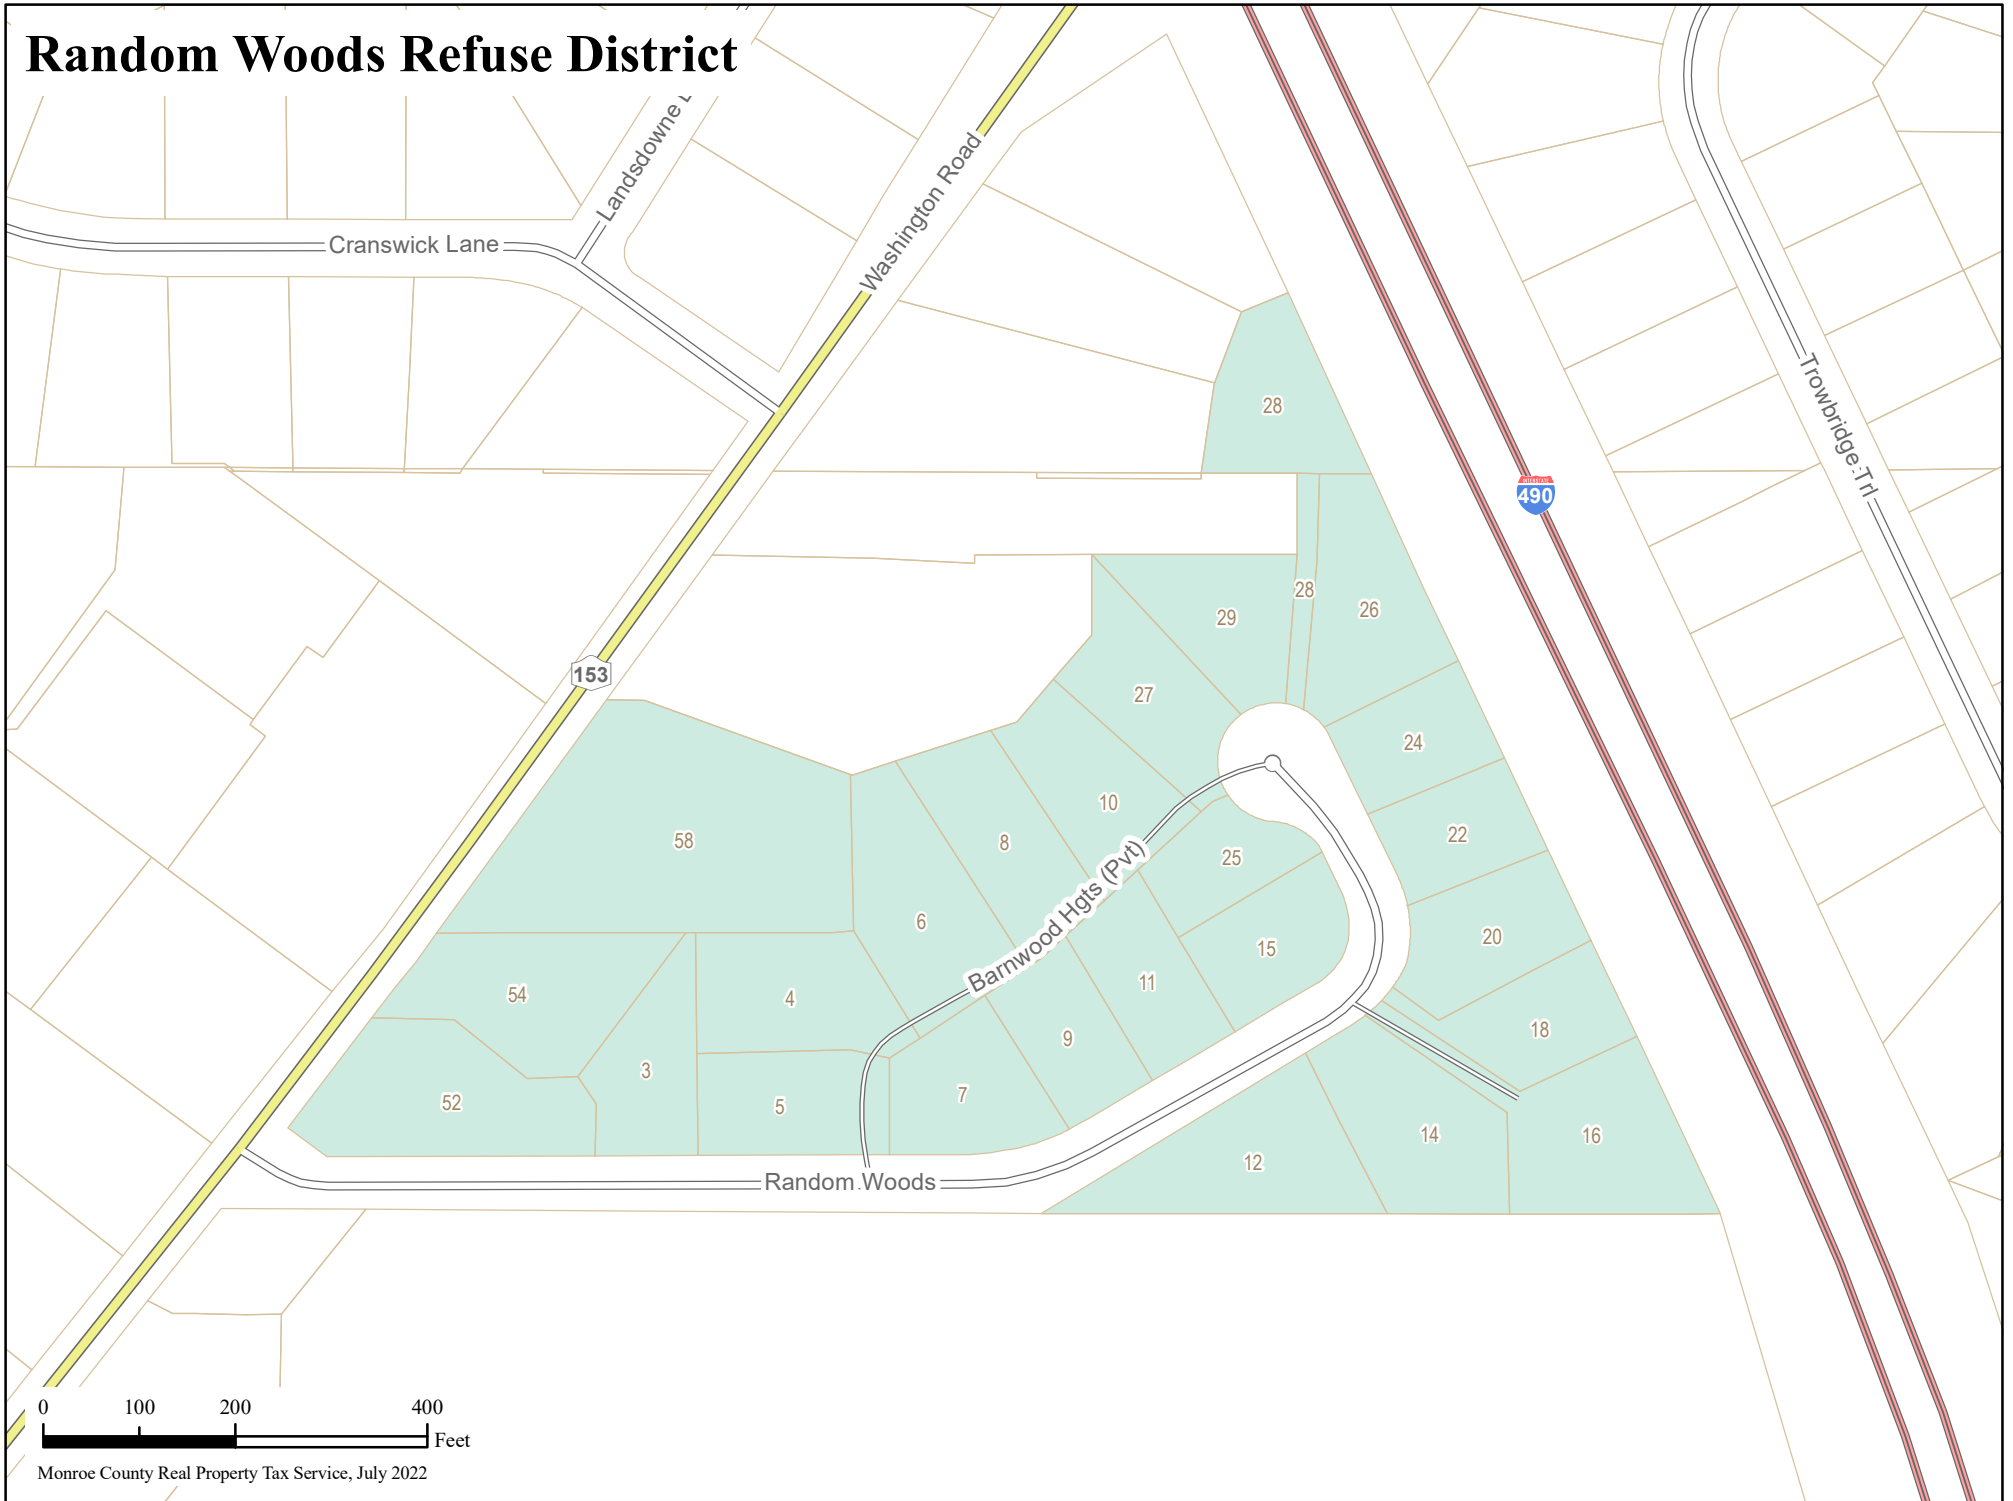 Random Woods Refuse District
Landsdowne
Washington Road
Cranswick Lane
28
Trowbridge Trl
INTERSTATE
490
28
29
26
153
27
24
10
58
8
22
25
Barnwood Hgts (Pvt)
6
20
15
11
54
4
18
9
3
7
52
5
14
16
12
Random Woods
0 100 200 400
Feet
Monroe County Real Property Tax Service, July 2022